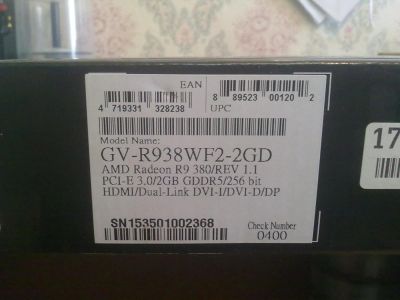 EAN
4 719331 328238
8 89523 00120 2
UPC
Model Name:
GV-R938WF2-2GD
AMD Radeon R9 380/REV 1.1
PCI-E 3.0/2GB GDDR5/256 bit
HDMI/Dual-Link DVI-I/DVI-D/DP
SN153501002368
Check Number
0400
17